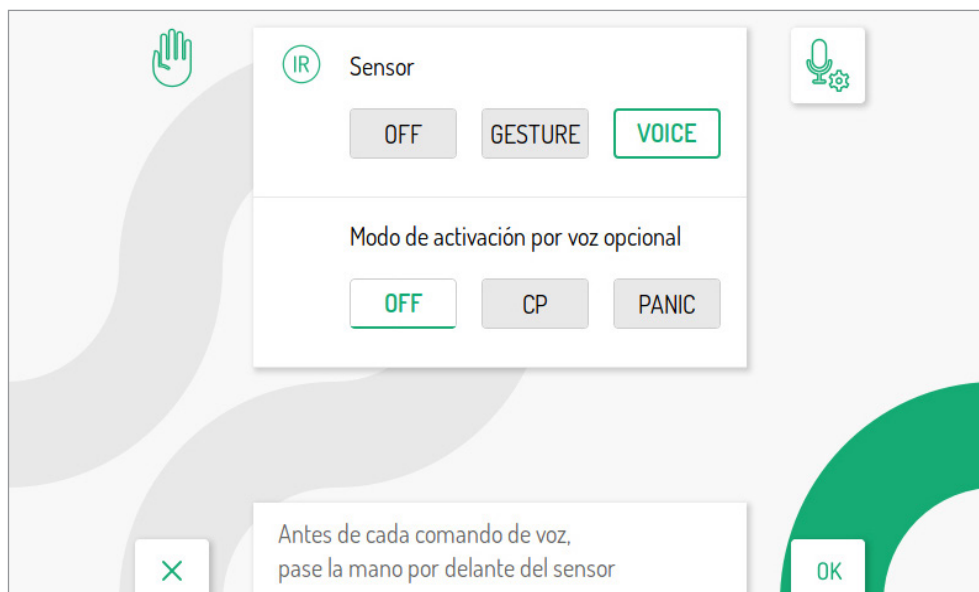 IR Sensor
OFF GESTURE VOICE
Modo de activación por voz opcional
OFF CP PANIC
Antes de cada comando de voz,
pase la mano por delante del sensor
OK